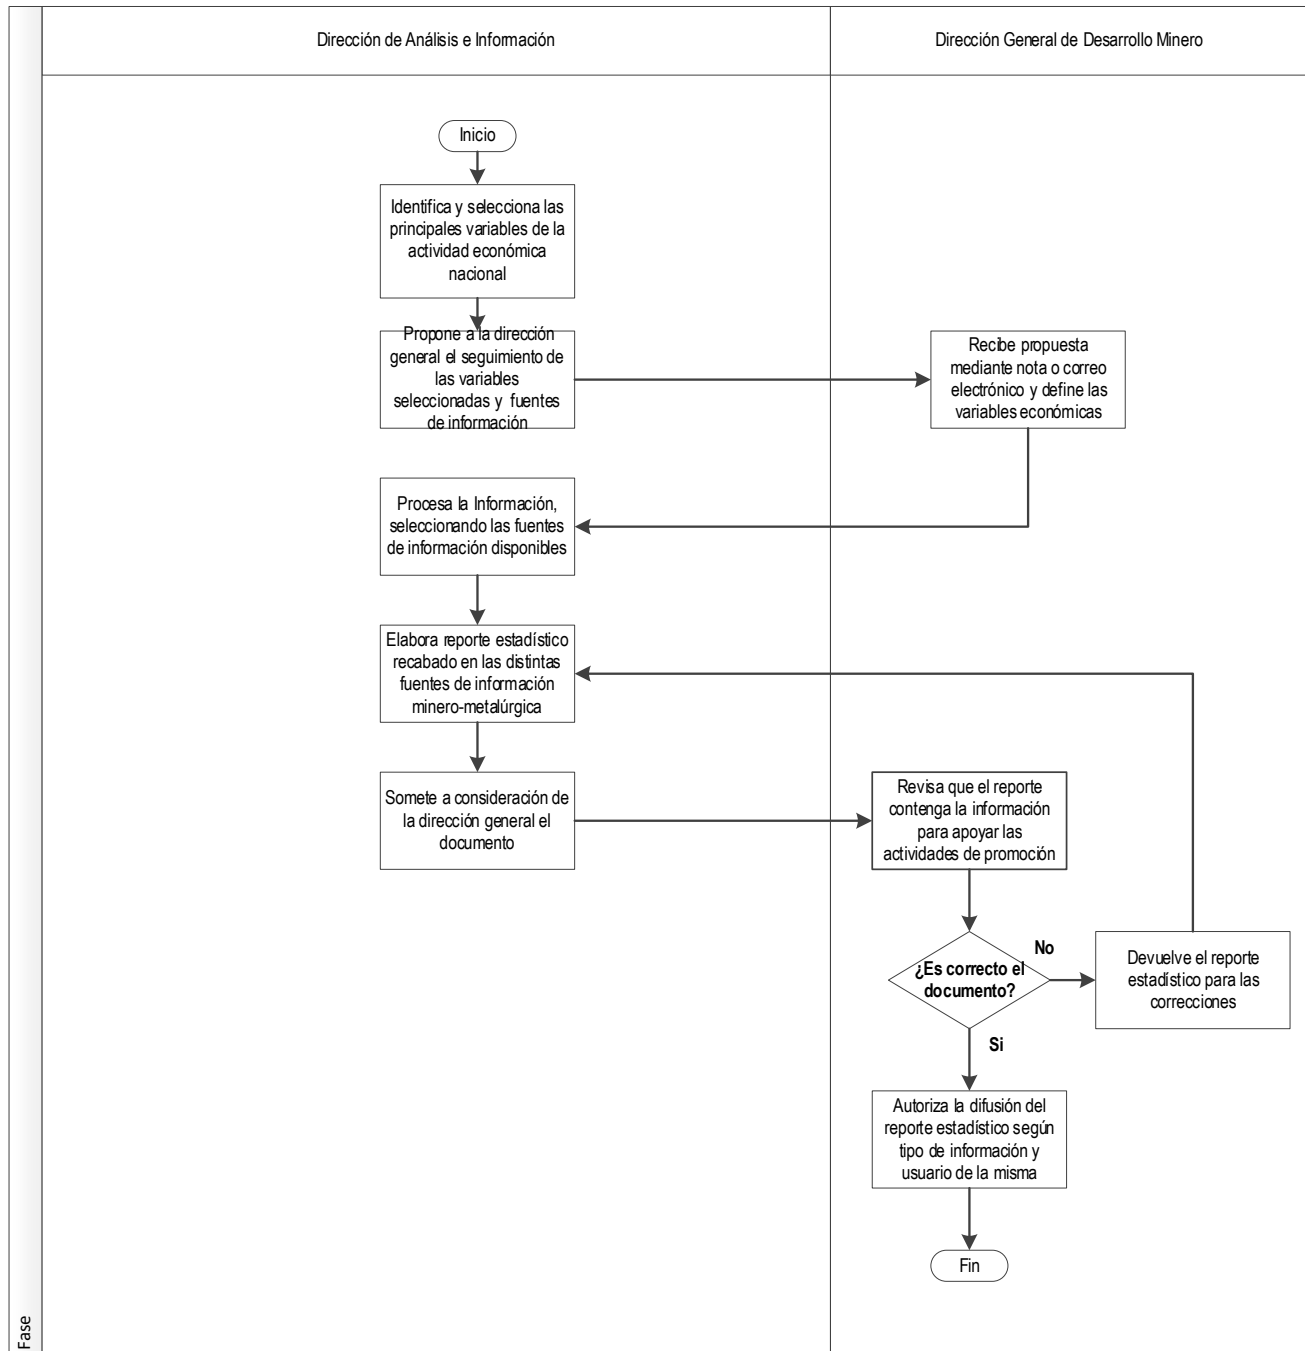 Dirección de Análisis e Información
Dirección General de Desarrollo Minero
Inicio
Identifica y selecciona las
principales variables de la
actividad económica
nacional
Propone a la dirección
general el seguimiento de
las variables
seleccionadas y fuentes
de información
Recibe propuesta
mediante nota o correo
electrónico y define las
variables económicas
Procesa la Información,
seleccionando las fuentes
de información disponibles
Elabora reporte estadístico
recabado en las distintas
fuentes de información
minero-metalúrgica
Somete a consideración de
la dirección general el
documento
Revisa que el reporte
contenga la información
para apoyar las
actividades de promoción
¿Es correcto el
documento?
No
Devuelve el reporte
estadístico para las
correcciones
Si
Autoriza la difusión del
reporte estadístico según
tipo de información y
usuario de la misma
Fin
Fase